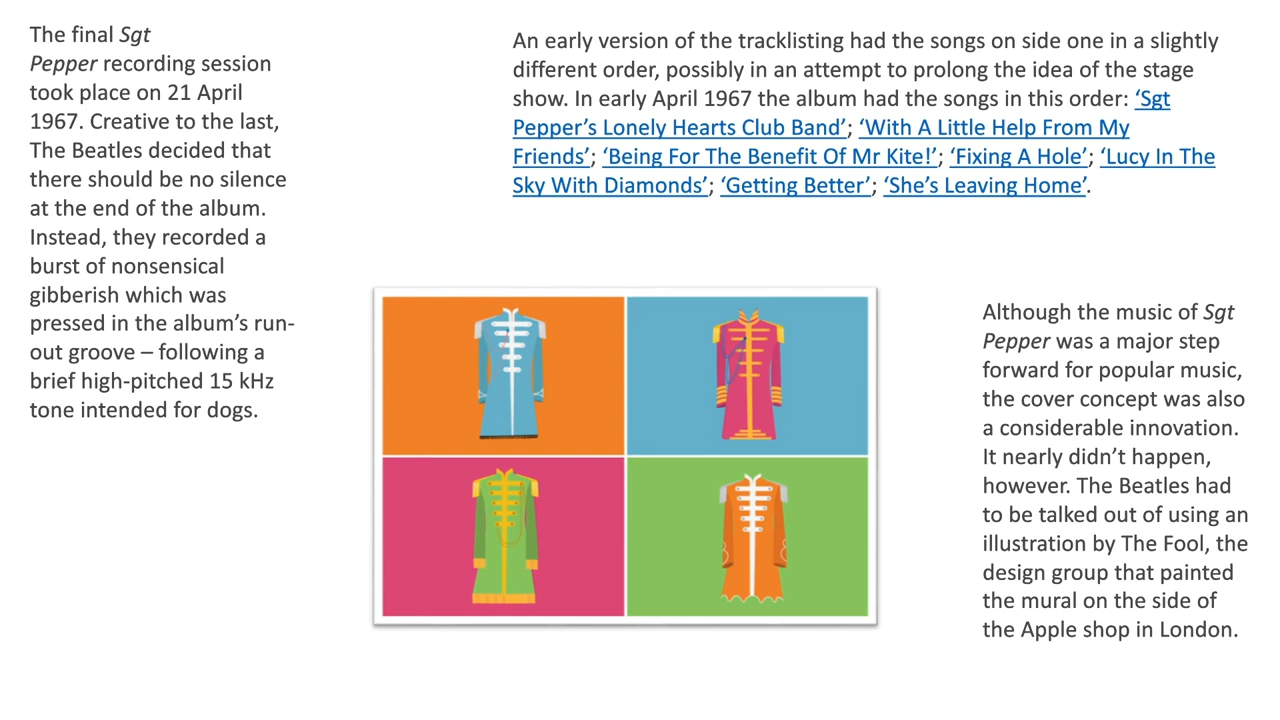 The final Sgt
Pepper recording session
took place on 21 April
1967. Creative to the last,
The Beatles decided that
there should be no silence
at the end of the album.
Instead, they recorded a
burst of nonsensical
gibberish which was
pressed in the album’s run-
out groove – following a
brief high-pitched 15 kHz
tone intended for dogs.
An early version of the tracklisting had the songs on side one in a slightly
different order, possibly in an attempt to prolong the idea of the stage
show. In early April 1967 the album had the songs in this order: ‘Sgt
Pepper’s Lonely Hearts Club Band’; ‘With A Little Help From My
Friends’; ‘Being For The Benefit Of Mr Kite!’; ‘Fixing A Hole’; ‘Lucy In The
Sky With Diamonds’; ‘Getting Better’; ‘She’s Leaving Home’.
Although the music of Sgt
Pepper was a major step
forward for popular music,
the cover concept was also
a considerable innovation.
It nearly didn’t happen,
however. The Beatles had
to be talked out of using an
illustration by The Fool, the
design group that painted
the mural on the side of
the Apple shop in London.